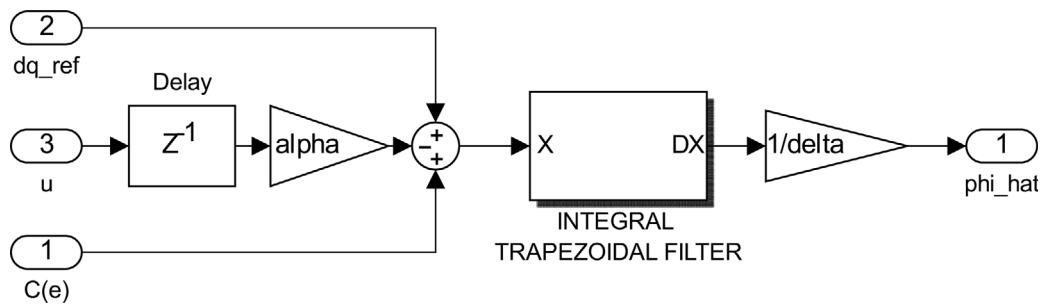 2
dq_ref
Delay
3
u
Z⁻¹
alpha
+
−
+
X
DX
1/delta
1
phi_hat
INTEGRAL
TRAPEZOIDAL FILTER
1
C(e)